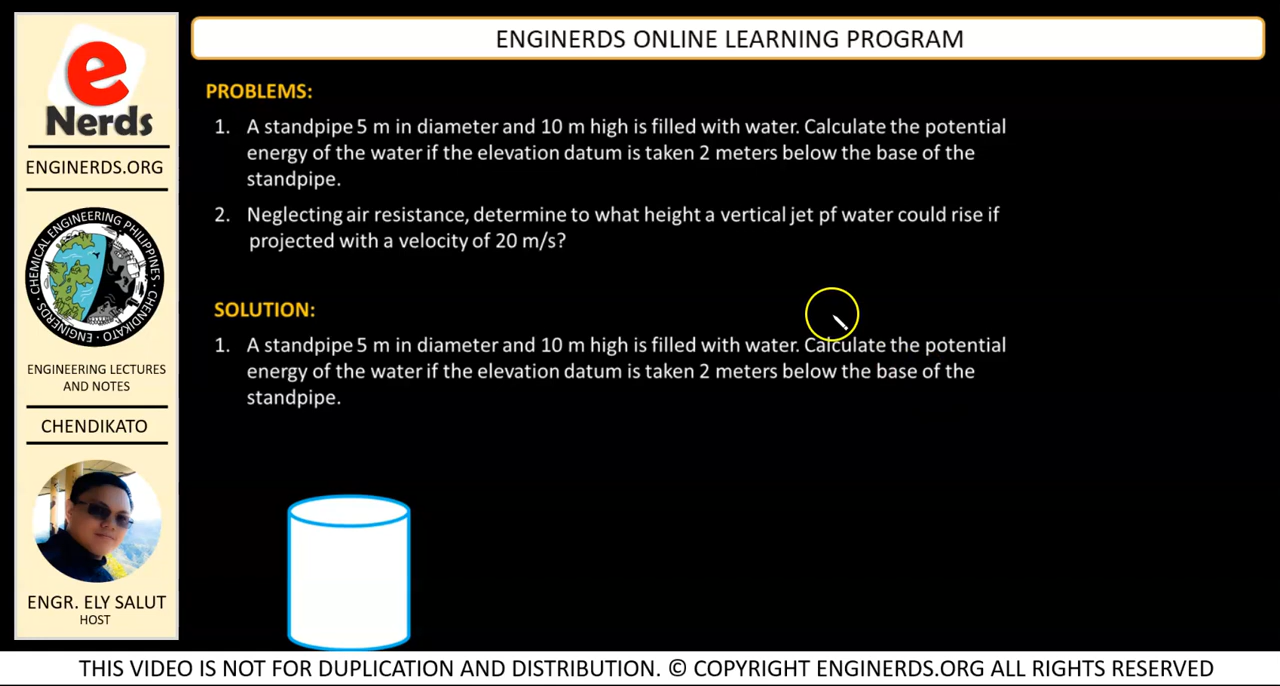 e
Nerds
ENGINERDS.ORG
CHEMICAL ENGINEERING PHILIPPINES
· CHENDIKATO · ENGINERDS ·
ENGINEERING LECTURES
AND NOTES
CHENDIKATO
ENGR. ELY SALUT
HOST
ENGINERDS ONLINE LEARNING PROGRAM
PROBLEMS:
1. A standpipe 5 m in diameter and 10 m high is filled with water. Calculate the potential
energy of the water if the elevation datum is taken 2 meters below the base of the
standpipe.
2. Neglecting air resistance, determine to what height a vertical jet pf water could rise if
projected with a velocity of 20 m/s?
SOLUTION:
1. A standpipe 5 m in diameter and 10 m high is filled with water. Calculate the potential
energy of the water if the elevation datum is taken 2 meters below the base of the
standpipe.
THIS VIDEO IS NOT FOR DUPLICATION AND DISTRIBUTION. © COPYRIGHT ENGINERDS.ORG ALL RIGHTS RESERVED